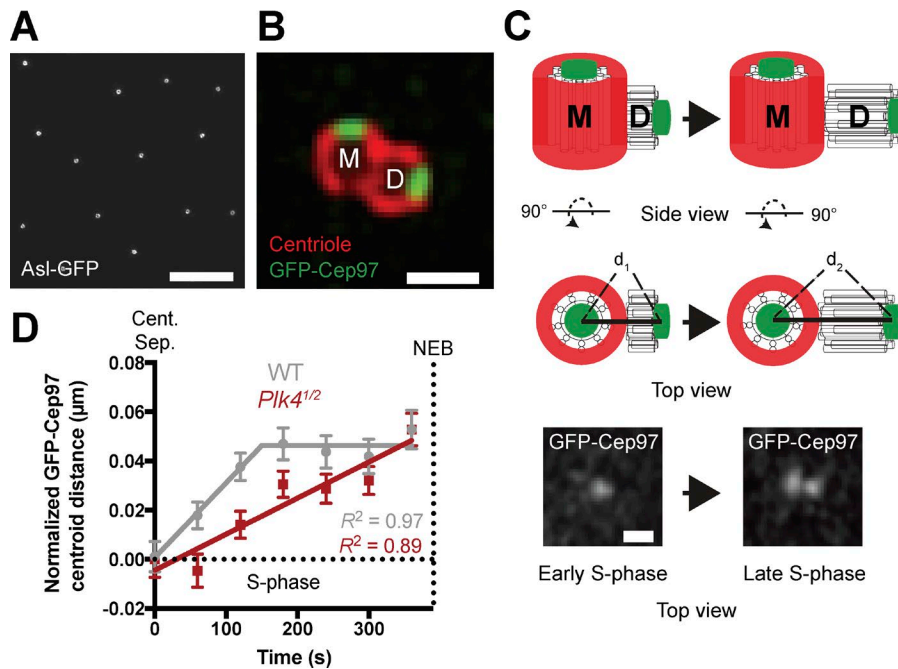 A
Asl-GFP
B
M
D
Centriole
GFP-Cep97
C
M
D
M
D
90°
Side view
90°
d1
d2
Top view
GFP-Cep97
GFP-Cep97
Early S-phase
Late S-phase
Top view
D
Cent.
Sep.
NEB
WT
Plk41/2
Normalized GFP-Cep97
centroid distance (µm)
0.08
0.06
0.04
0.02
0.00
-0.02
R2 = 0.97
R2 = 0.89
S-phase
0
100
200
300
Time (s)